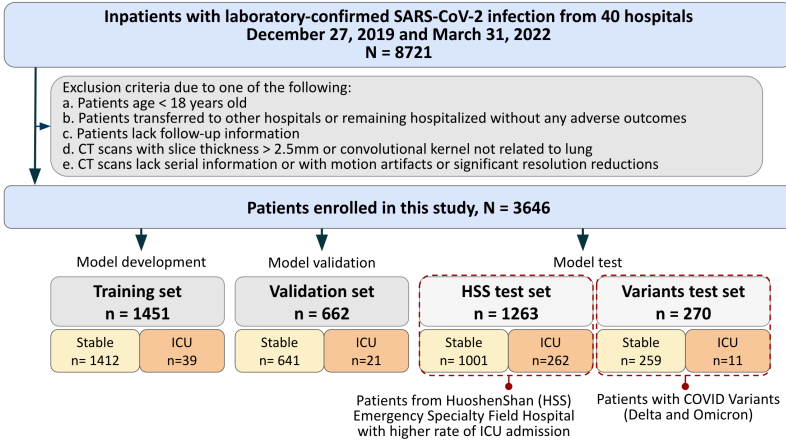 Inpatients with laboratory-confirmed SARS-CoV-2 infection from 40 hospitals
December 27, 2019 and March 31, 2022
N = 8721
Exclusion criteria due to one of the following:
a. Patients age < 18 years old
b. Patients transferred to other hospitals or remaining hospitalized without any adverse outcomes
c. Patients lack follow-up information
d. CT scans with slice thickness > 2.5mm or convolutional kernel not related to lung
e. CT scans lack serial information or with motion artifacts or significant resolution reductions
Patients enrolled in this study, N = 3646
Model development
Model validation
Model test
Training set
n = 1451
Stable
n= 1412
ICU
n=39
Validation set
n = 662
Stable
n= 641
ICU
n=21
HSS test set
n = 1263
Stable
n= 1001
ICU
n=262
Variants test set
n = 270
Stable
n= 259
ICU
n=11
Patients from HuoshenShan (HSS)
Emergency Specialty Field Hospital
with higher rate of ICU admission
Patients with COVID Variants
(Delta and Omicron)